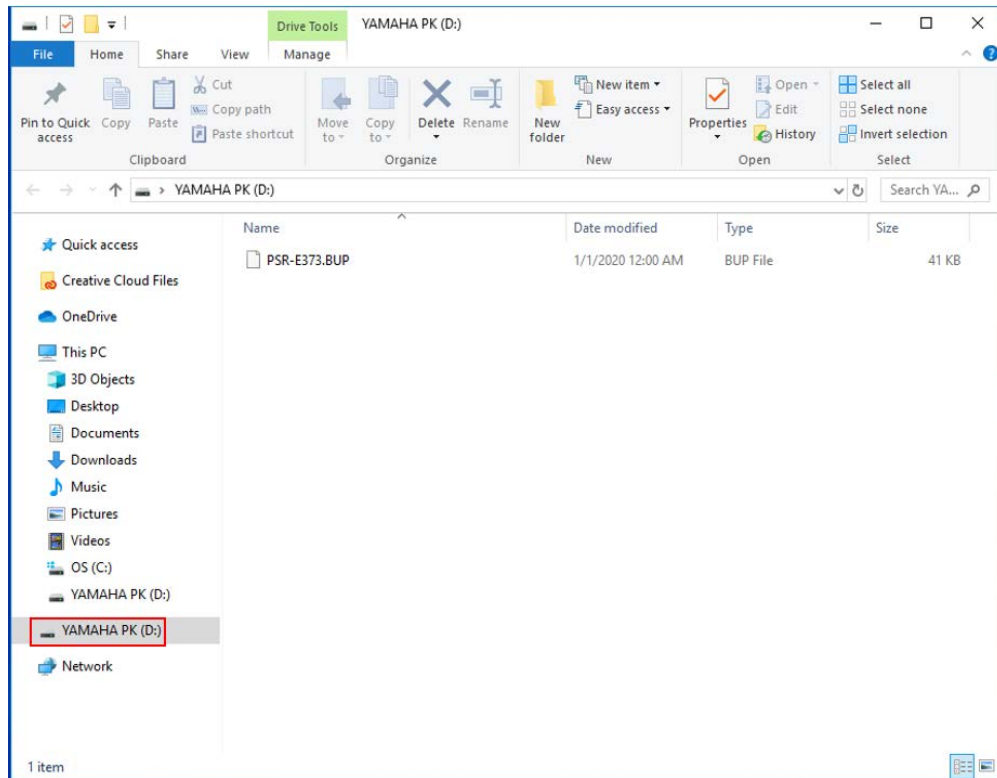 Drive Tools YAMAHA PK (D:)
File Home Share View Manage
Pin to Quick access
Copy
Paste
Cut
Copy path
Paste shortcut
Clipboard
Move to
Copy to
Delete
Rename
Organize
New folder
New item
Easy access
New
Properties
Open
Edit
History
Open
Select all
Select none
Invert selection
Select
YAMAHA PK (D:)
Search YA...
Name Date modified Type Size
PSR-E373.BUP 1/1/2020 12:00 AM BUP File 41 KB
Quick access
Creative Cloud Files
OneDrive
This PC
3D Objects
Desktop
Documents
Downloads
Music
Pictures
Videos
OS (C:)
YAMAHA PK (D:)
YAMAHA PK (D:)
Network
1 item